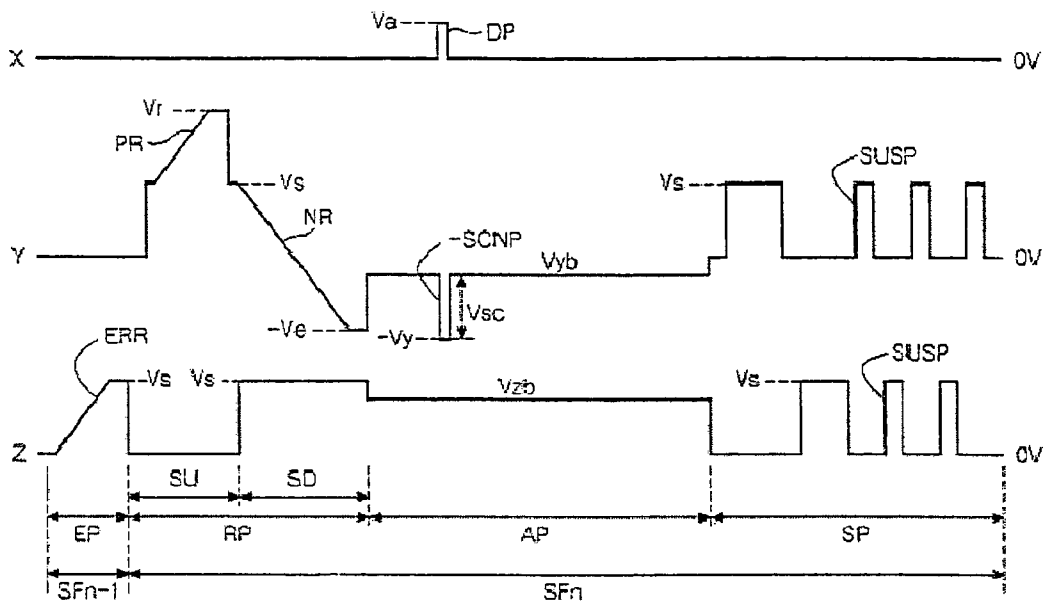 Va DP
X 0V
Vr
PR
Vs Vs SUSP
NR
-SCNP
Y Vyb 0V
Vsc
-Ve -Vy
ERR SUSP
Vs Vs Vzb Vs
Z 0V
SU SD
EP RP AP SP
SFn-1 SFn